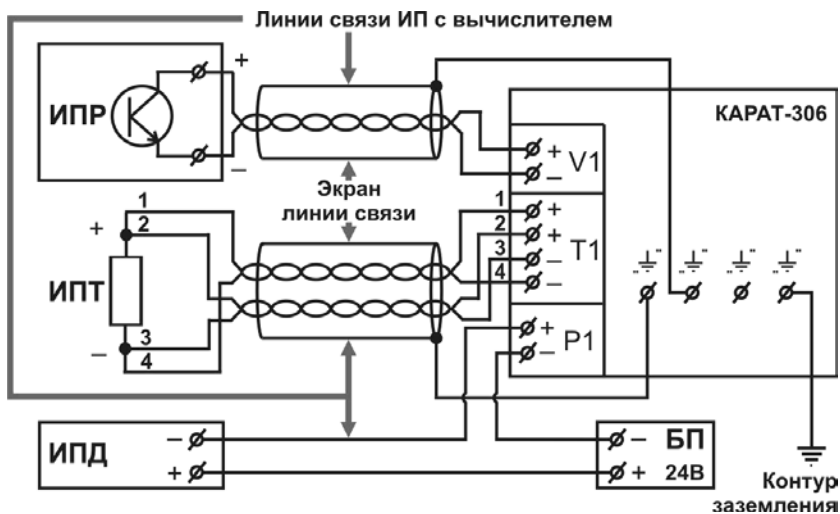 Линии связи ИП с вычислителем
ИПР
+
–
КАРАТ-306
+
–
V1
Экран
линии связи
1
2
+
ИПТ
–
3
4
1
2
3
4
+
+
–
–
T1
"⏚" "⏚" "⏚" "⏚"
+
–
P1
ИПД
–
+
– БП
+ 24В
Контур
заземления